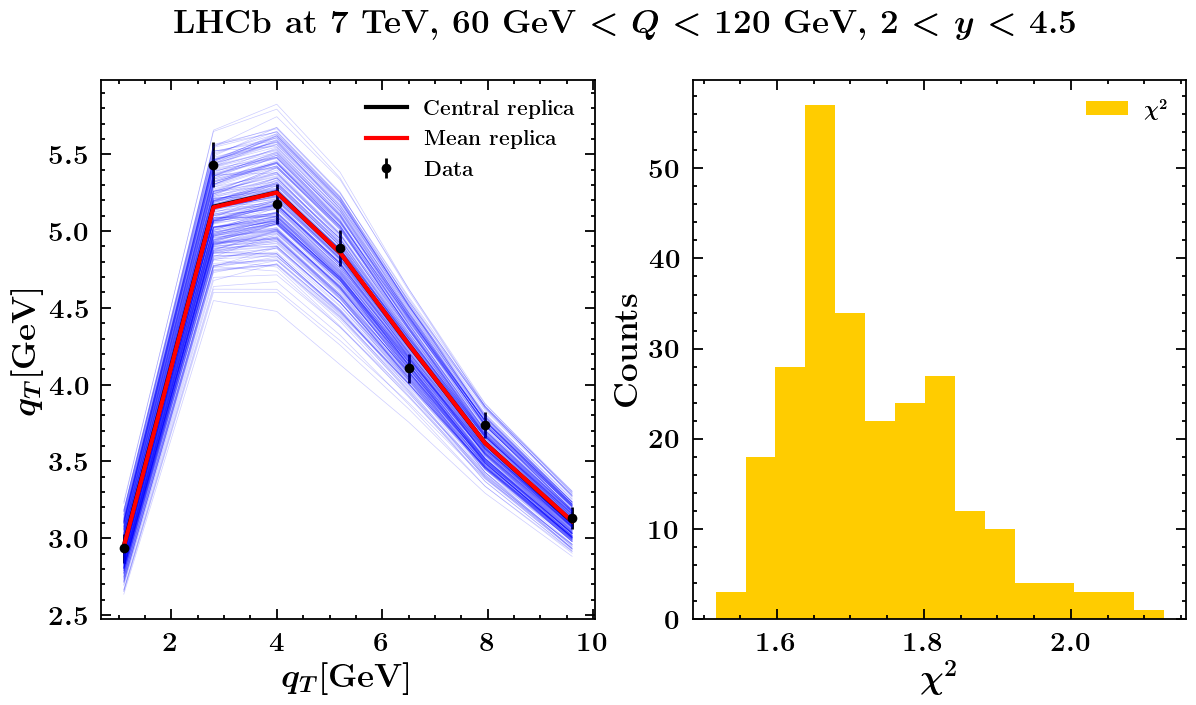 LHCb at 7 TeV, 60 GeV < Q < 120 GeV, 2 < y < 4.5
Central replica
Mean replica
Data
q_T[GeV]
5.5
5.0
4.5
4.0
3.5
3.0
2.5
2 4 6 8 10
q_T[GeV]
χ²
Counts
50
40
30
20
10
0
1.6 1.8 2.0
χ²